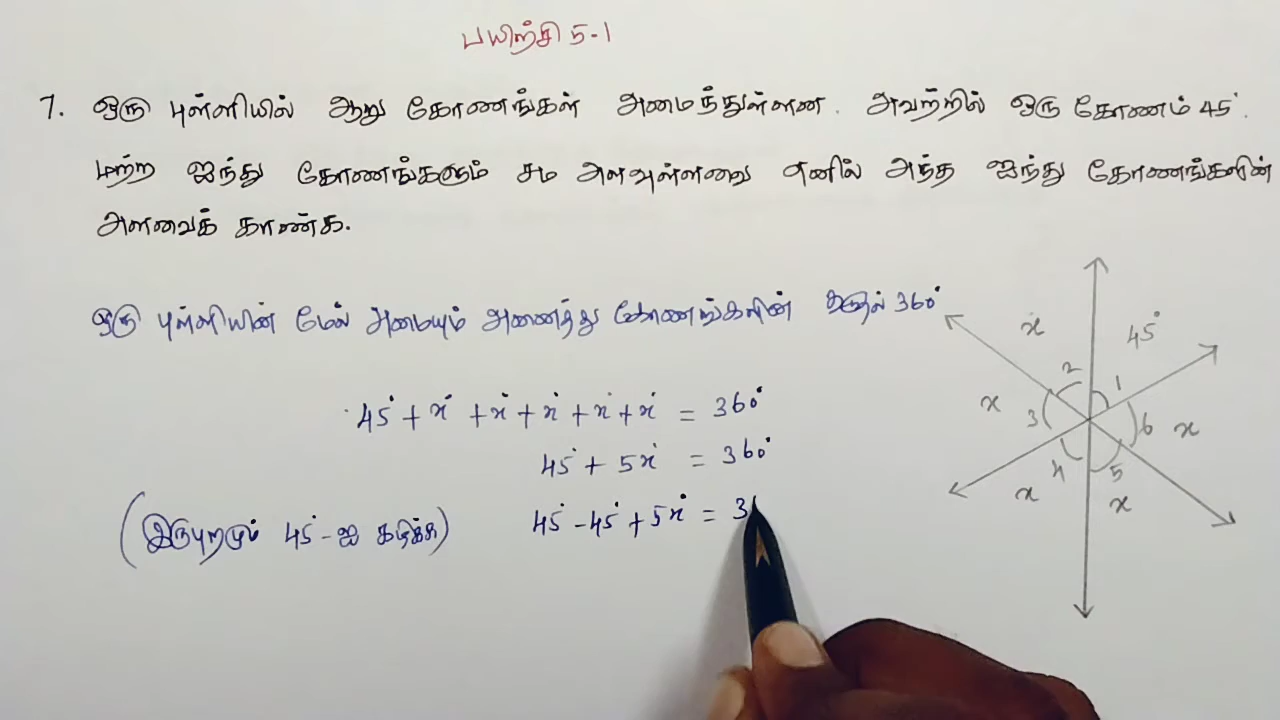 பயிற்சி 5-1
7. ஒரு புள்ளியில் ஆறு கோணங்கள் அமைந்துள்ளன. அவற்றில் ஒரு கோணம் 45°.
மற்ற ஐந்து கோணங்களும் சம அளவுள்ளவை எனில் அந்த ஐந்து கோணங்களின்
அளவைக் காண்க.
ஒரு புள்ளியின் மேல் அமையும் அனைத்து கோணங்களின் கூடுதல் 360°
45° + x° + x° + x° + x° + x° = 360°
45° + 5x° = 360°
(இருபுறமும் 45°-ஐ கழிக்க) 45° - 45° + 5x° = 3
x 45°
2 1
x 3 6 x
4 5
x x